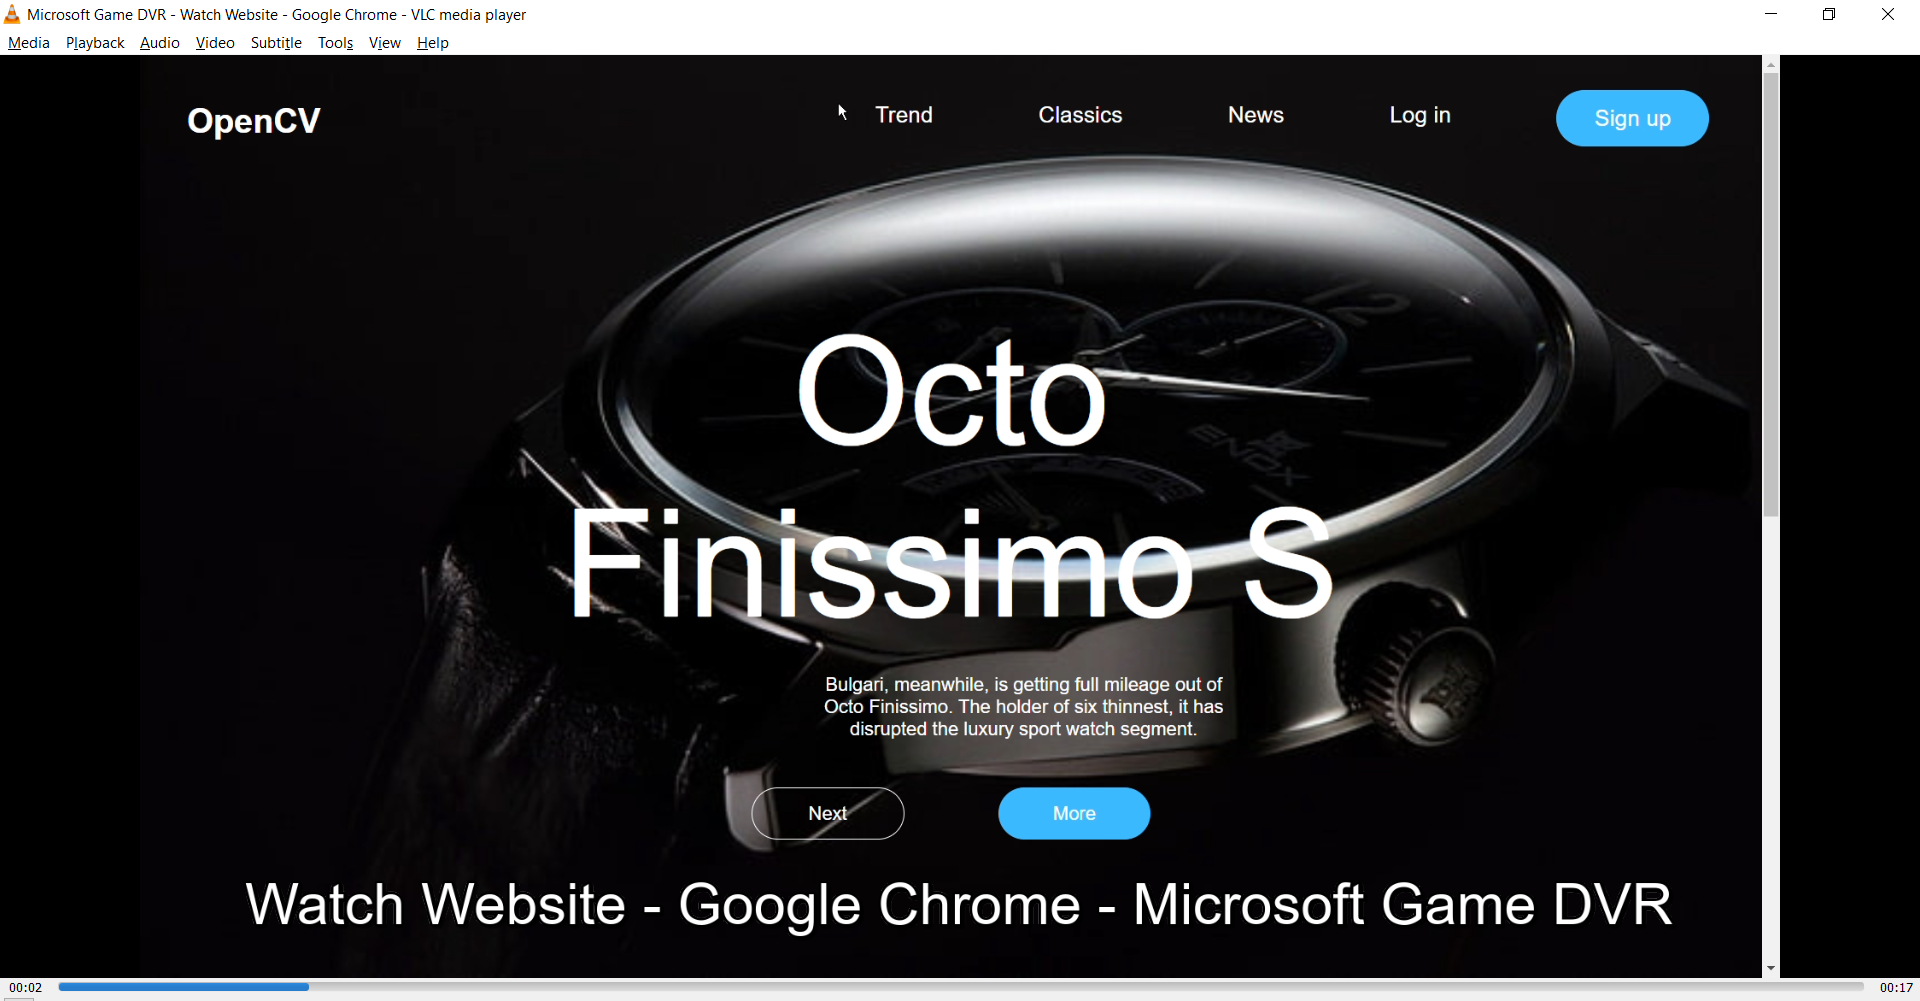 Microsoft Game DVR - Watch Website - Google Chrome - VLC media player
Media Playback Audio Video Subtitle Tools View Help
OpenCV Trend Classics News Log in Sign up
12
ENOX
Octo
Finissimo S
Bulgari, meanwhile, is getting full mileage out of
Octo Finissimo. The holder of six thinnest, it has
disrupted the luxury sport watch segment.
Next More
Watch Website - Google Chrome - Microsoft Game DVR
00:02 00:17